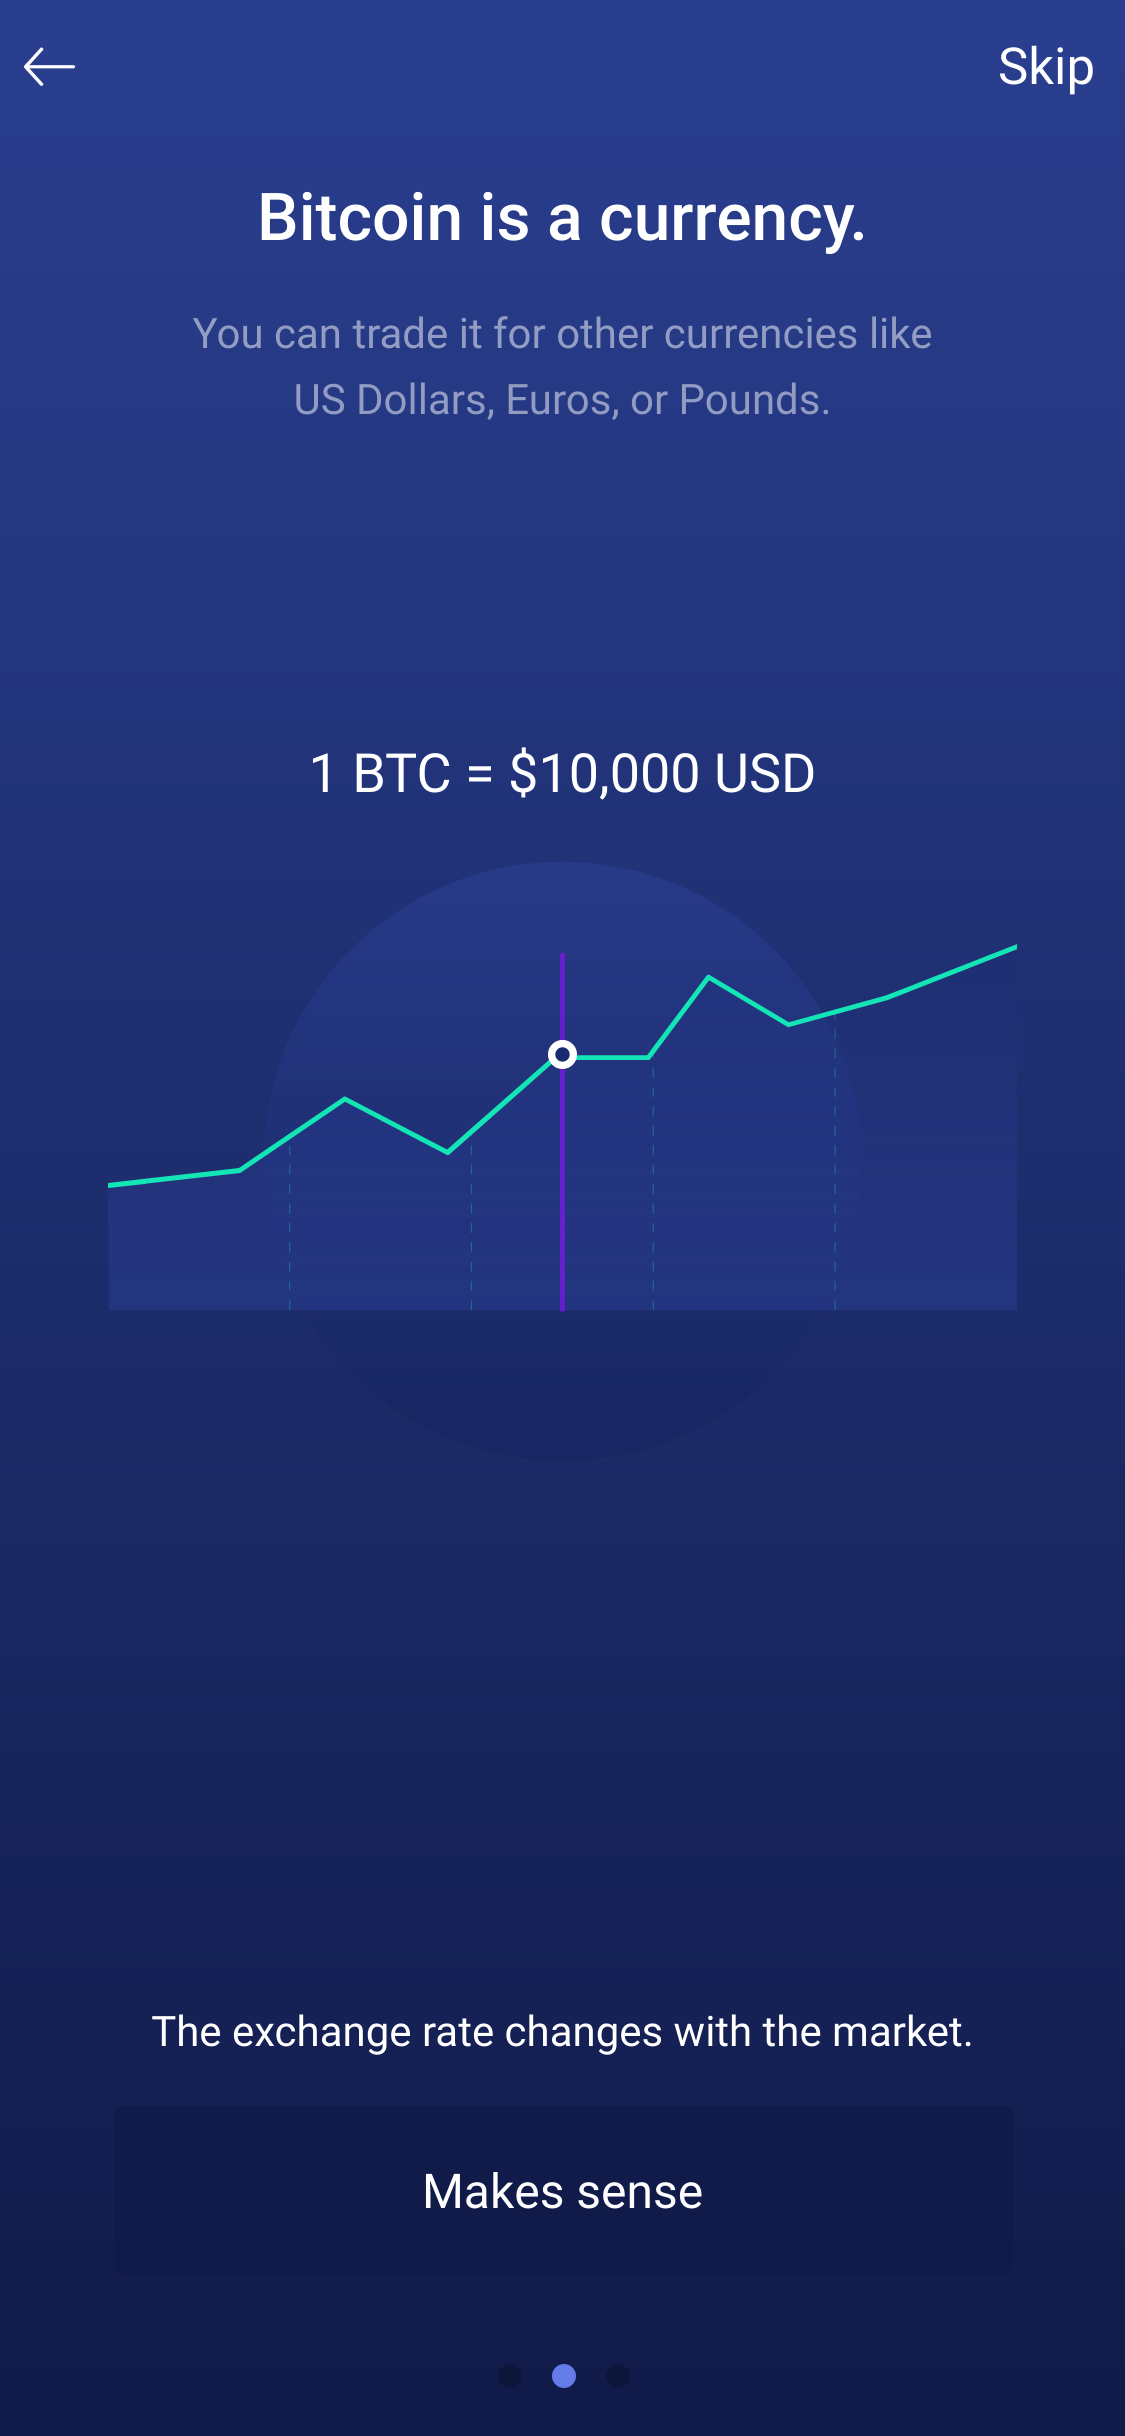 Skip
Bitcoin is a currency.
You can trade it for other currencies like
US Dollars, Euros, or Pounds.
1 BTC = $10,000 USD
The exchange rate changes with the market.
Makes sense